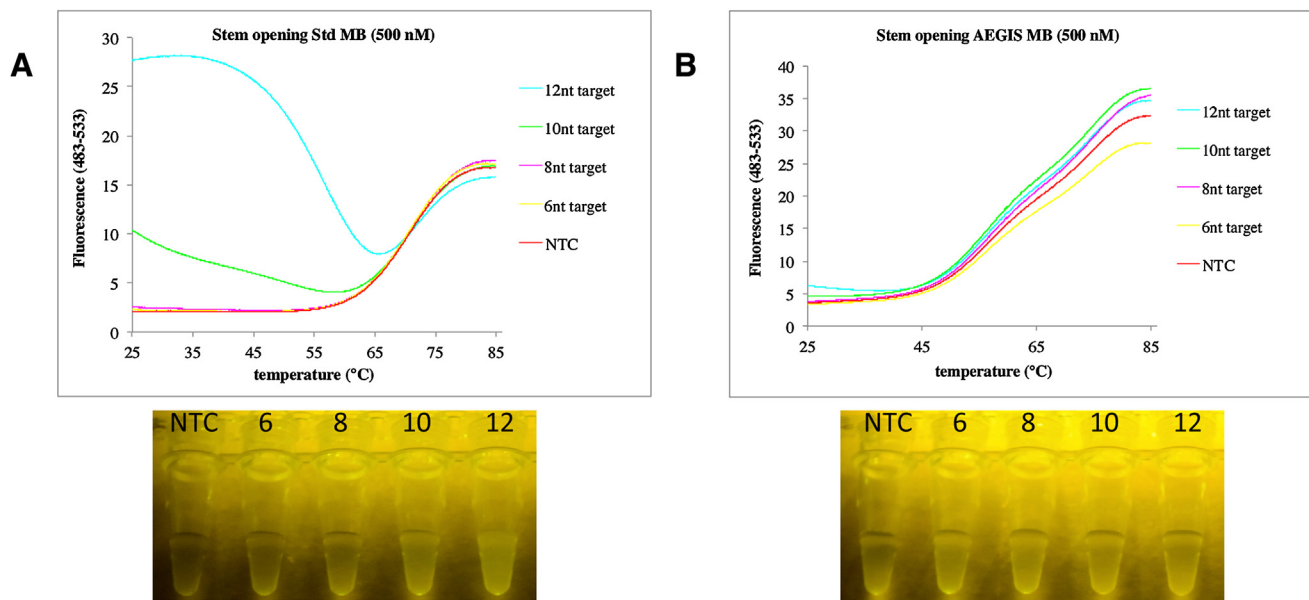 A
Stem opening Std MB (500 nM)
Fluorescence (483-533)
30
25
20
15
10
5
0
25 35 45 55 65 75 85
temperature (°C)
12nt target
10nt target
8nt target
6nt target
NTC
NTC 6 8 10 12
B
Stem opening AEGIS MB (500 nM)
Fluorescence (483-533)
40
35
30
25
20
15
10
5
0
25 45 65 85
temperature (°C)
12nt target
10nt target
8nt target
6nt target
NTC
NTC 6 8 10 12